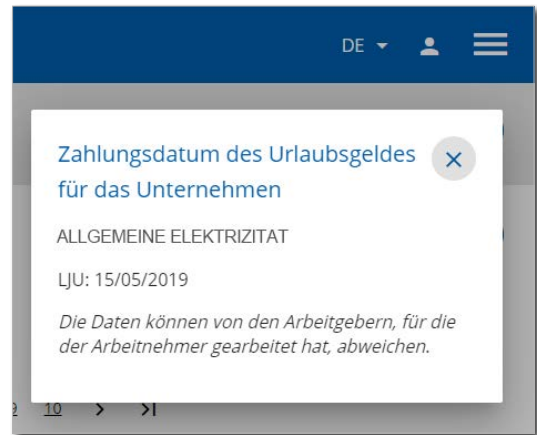 DE
Zahlungsdatum des Urlaubsgeldes
für das Unternehmen
ALLGEMEINE ELEKTRIZITAT
LJU: 15/05/2019
Die Daten können von den Arbeitgebern, für die
der Arbeitnehmer gearbeitet hat, abweichen.
10